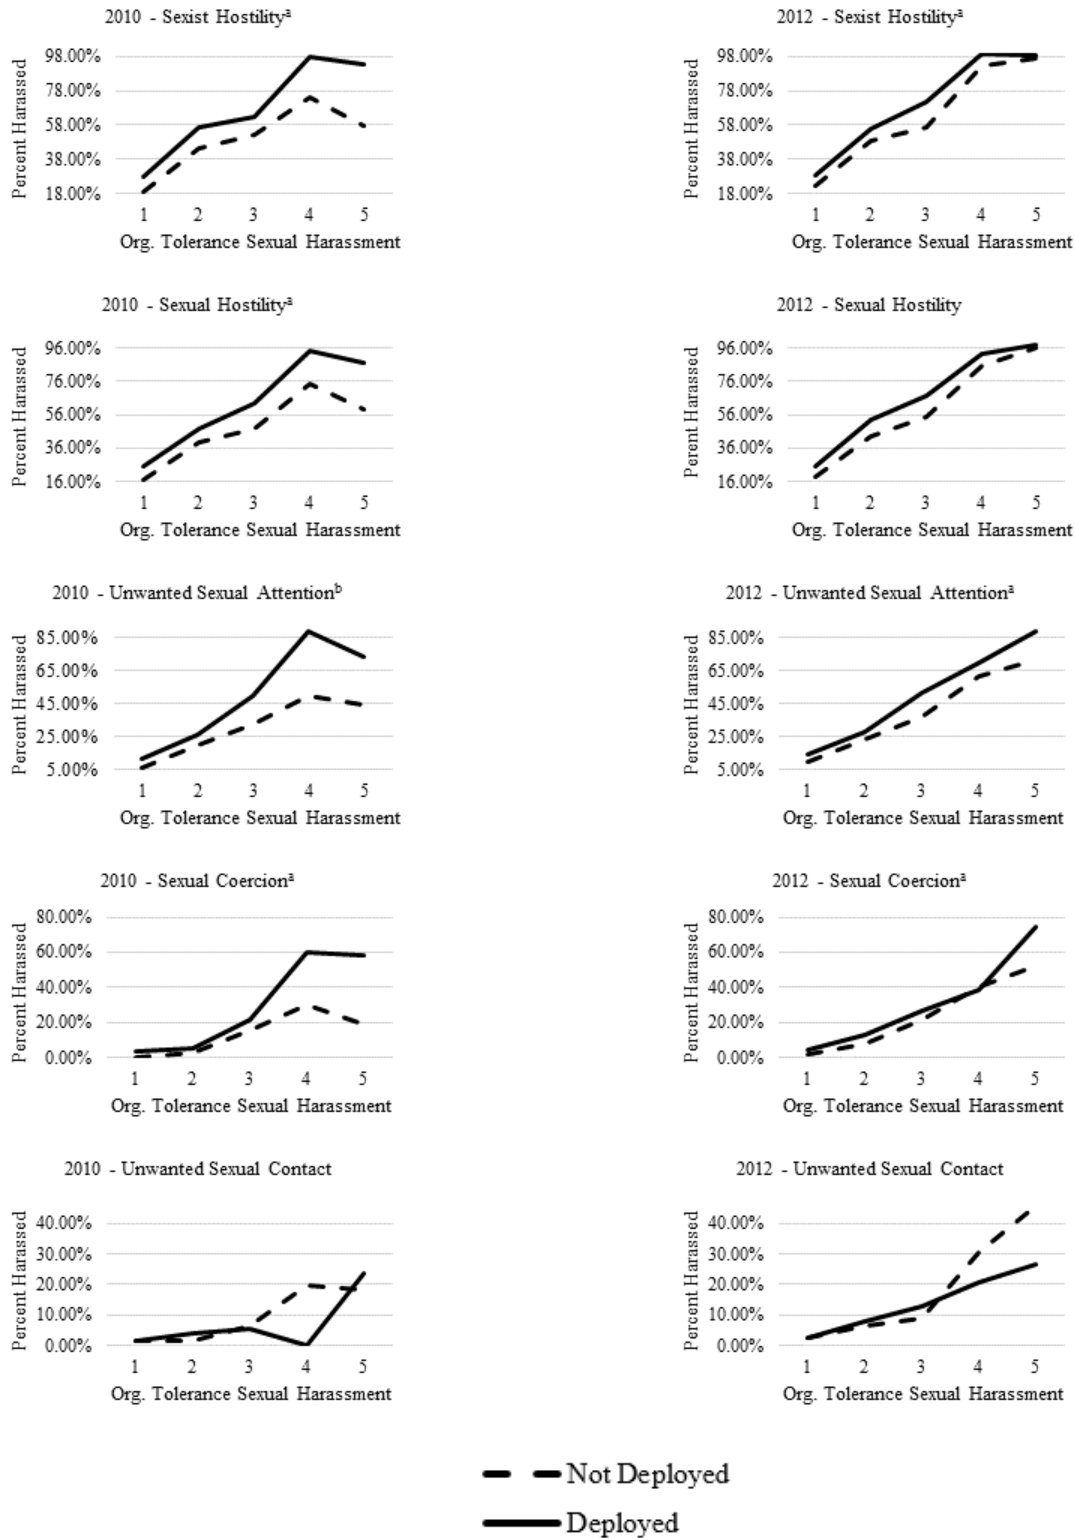 2010 - Sexist Hostilityᵃ
Percent Harassed
98.00%
78.00%
58.00%
38.00%
18.00%
1 2 3 4 5
Org. Tolerance Sexual Harassment
2012 - Sexist Hostilityᵃ
Percent Harassed
98.00%
78.00%
58.00%
38.00%
18.00%
1 2 3 4 5
Org. Tolerance Sexual Harassment
2010 - Sexual Hostilityᵃ
Percent Harassed
96.00%
76.00%
56.00%
36.00%
16.00%
1 2 3 4 5
Org. Tolerance Sexual Harassment
2012 - Sexual Hostility
Perent Harassed
96.00%
76.00%
56.00%
36.00%
16.00%
1 2 3 4 5
Org. Tolerance Sexual Harassment
2010 - Unwanted Sexual Attentionᵇ
Percent Harassed
85.00%
65.00%
45.00%
25.00%
5.00%
1 2 3 4 5
Org. Tolerance Sexual Harassment
2012 - Unwanted Sexual Attentionᵃ
Percent Harassed
85.00%
65.00%
45.00%
25.00%
5.00%
1 2 3 4 5
Org. Tolerance Sexual Harassment
2010 - Sexual Coercionᵃ
Percent Harassed
80.00%
60.00%
40.00%
20.00%
0.00%
1 2 3 4 5
Org. Tolerance Sexual Harassment
2012 - Sexual Coercionᵃ
Percent Harassed
80.00%
60.00%
40.00%
20.00%
0.00%
1 2 3 4 5
Org. Tolerance Sexual Harassment
2010 - Unwanted Sexual Contact
Percent Harassed
40.00%
30.00%
20.00%
10.00%
0.00%
1 2 3 4 5
Org. Tolerance Sexual Harassment
2012 - Unwanted Sexual Contact
Percent Harassed
40.00%
30.00%
20.00%
10.00%
0.00%
1 2 3 4 5
Org. Tolerance Sexual Harassment
Not Deployed
Deployed